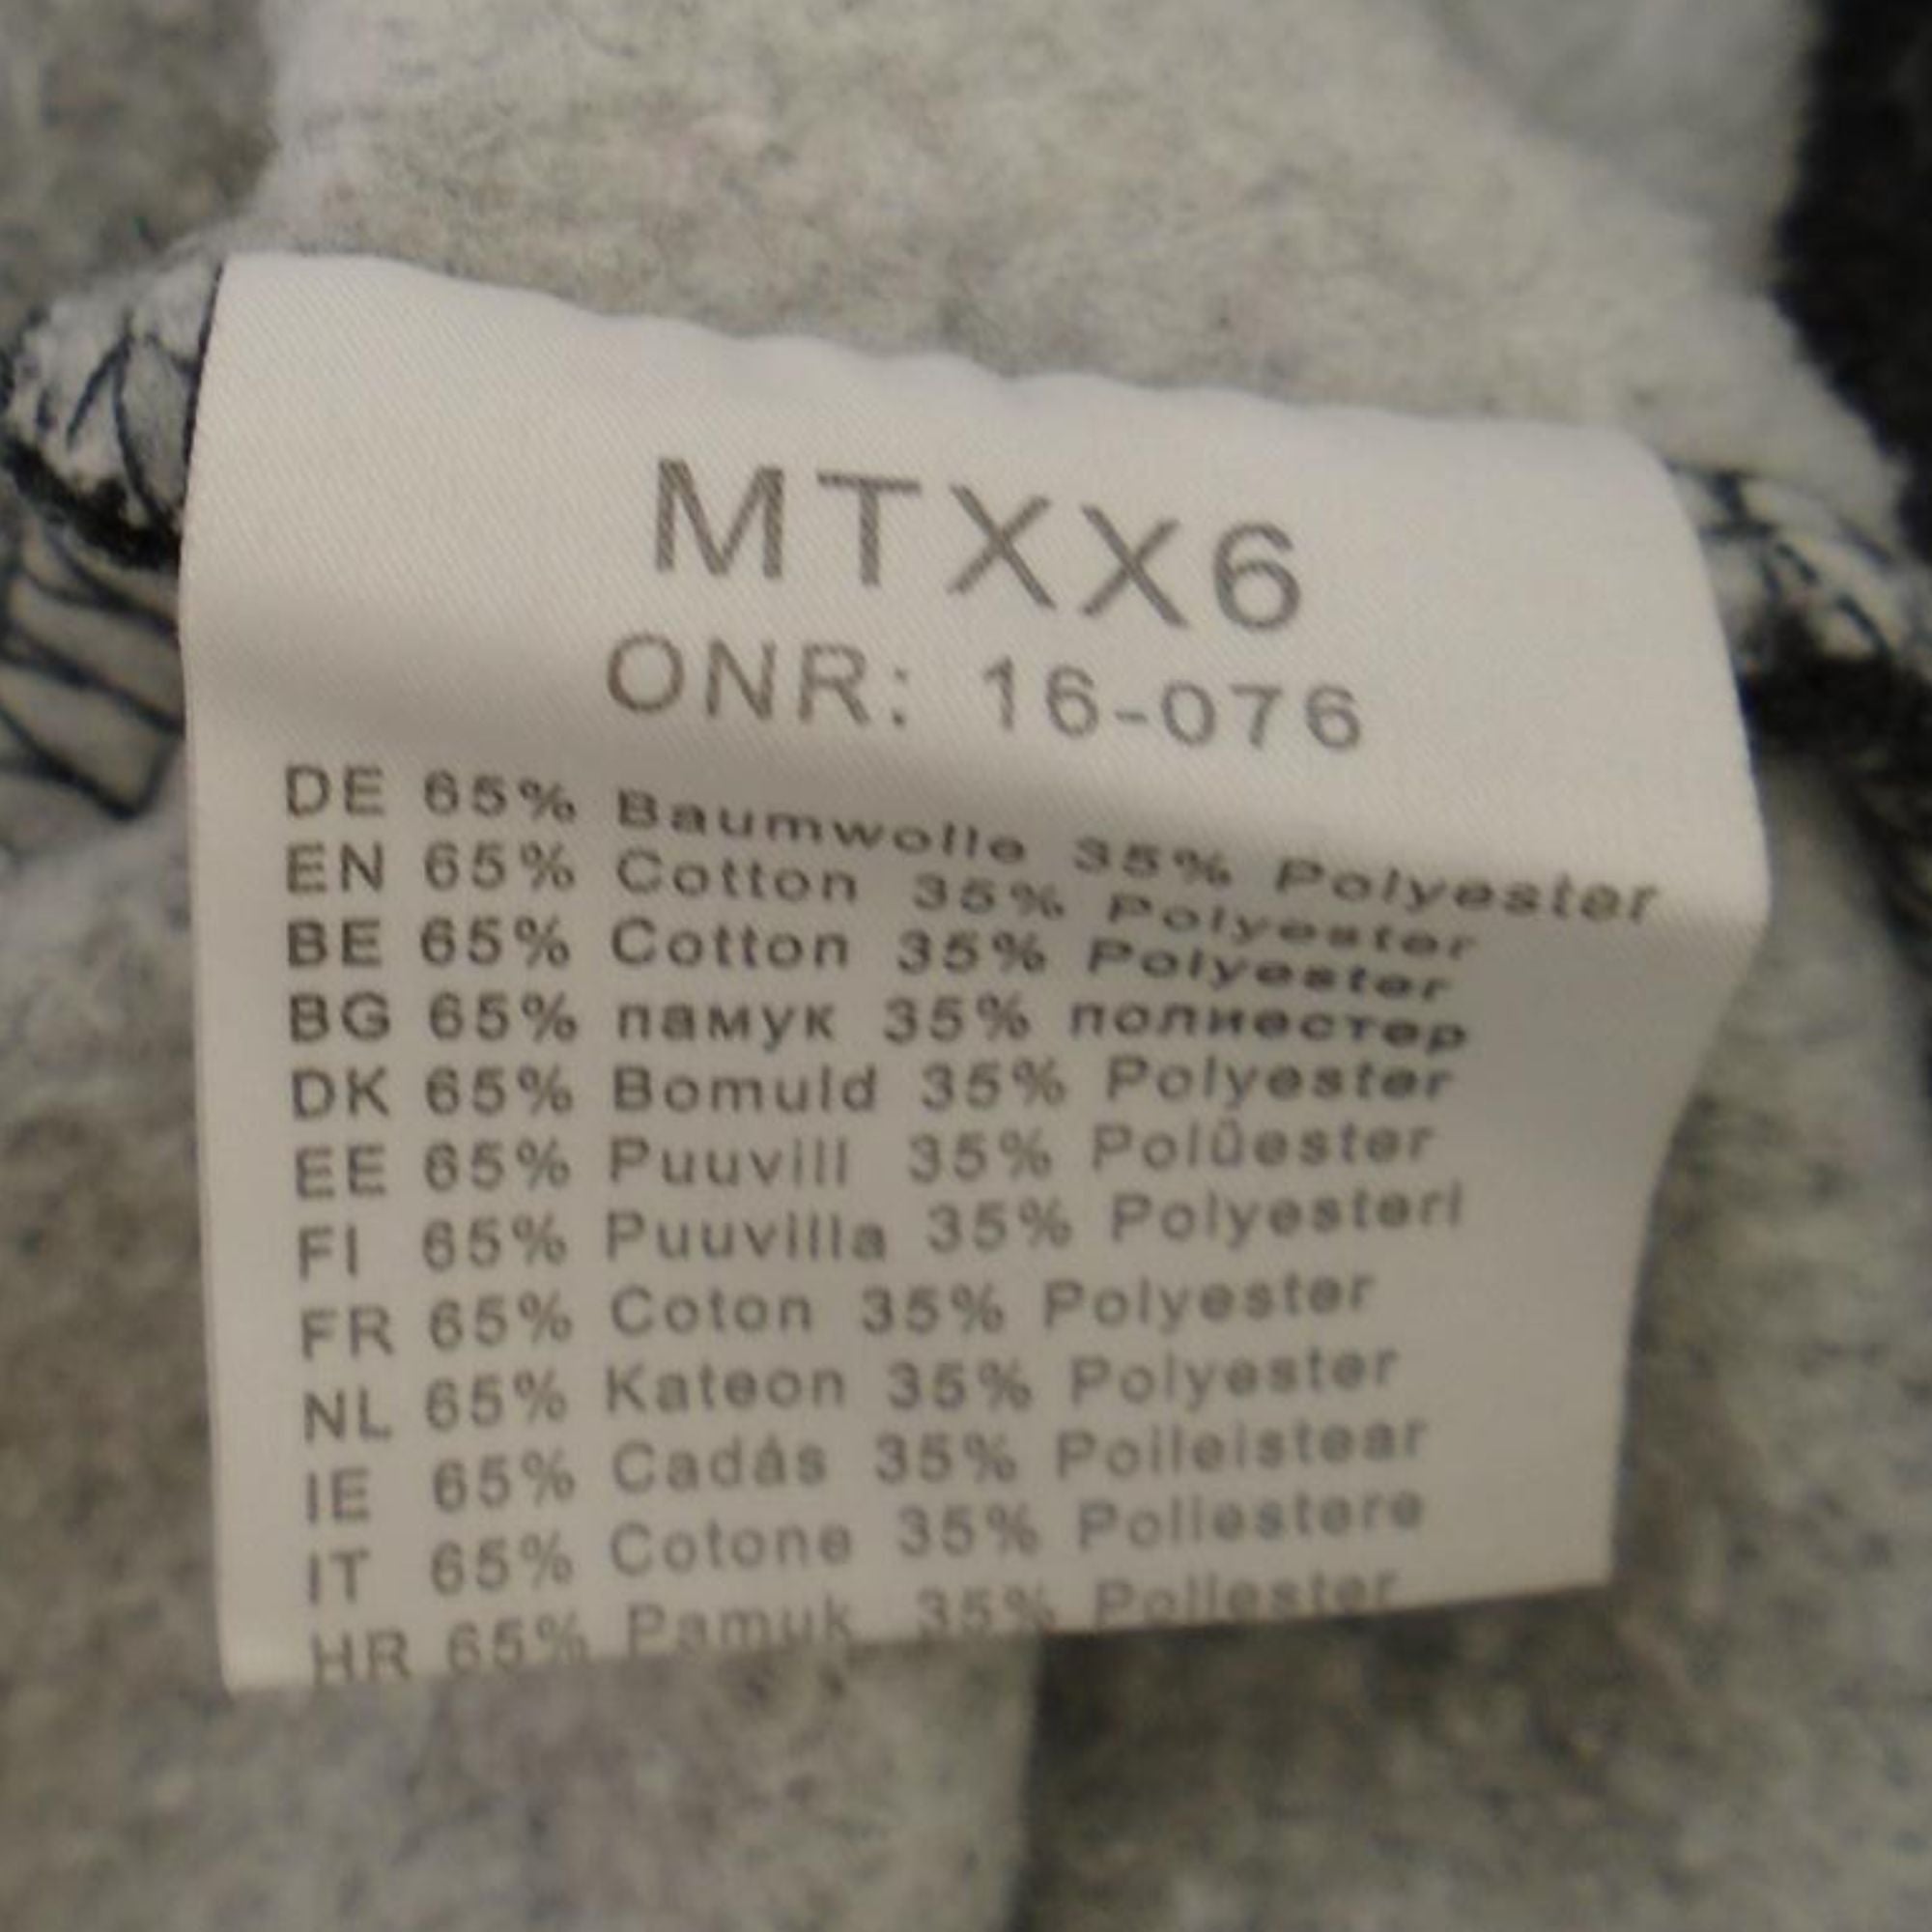 MTXX6
ONR: 16-076
DE 65% Baumwolle 35% Polyester
EN 65% Cotton 35% Polyester
BE 65% Cotton 35% Polyester
BG 65% памук 35% полиестер
DK 65% Bomuld 35% Polyester
EE 65% Puuvill 35% Polüester
FI 65% Puuvilla 35% Polyesteri
FR 65% Coton 35% Polyester
NL 65% Kateon 35% Polyester
IE 65% Cadás 35% Poileistear
IT 65% Cotone 35% Poliestere
HR 65% Pamuk 35% Poliester